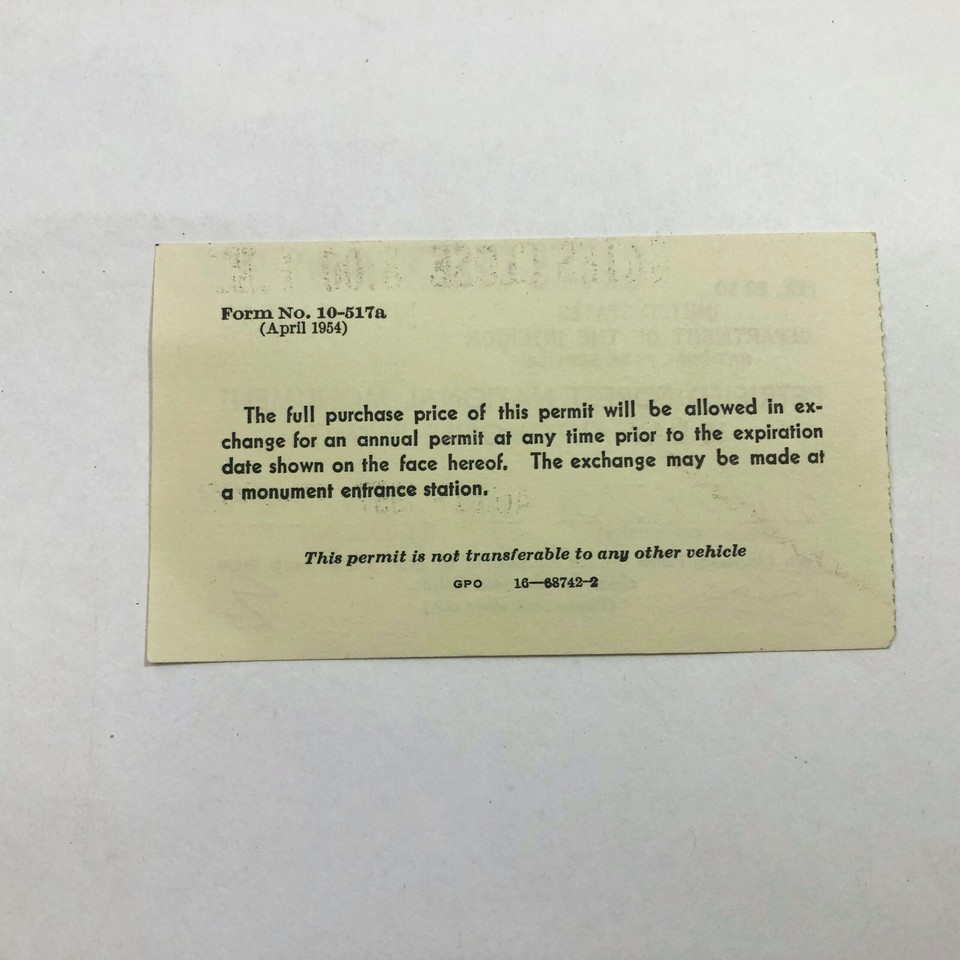 Form No. 10-517a
(April 1954)
The full purchase price of this permit will be allowed in ex-
change for an annual permit at any time prior to the expiration
date shown on the face hereof. The exchange may be made at
a monument entrance station.
This permit is not transferable to any other vehicle
GPO 16—68742-2